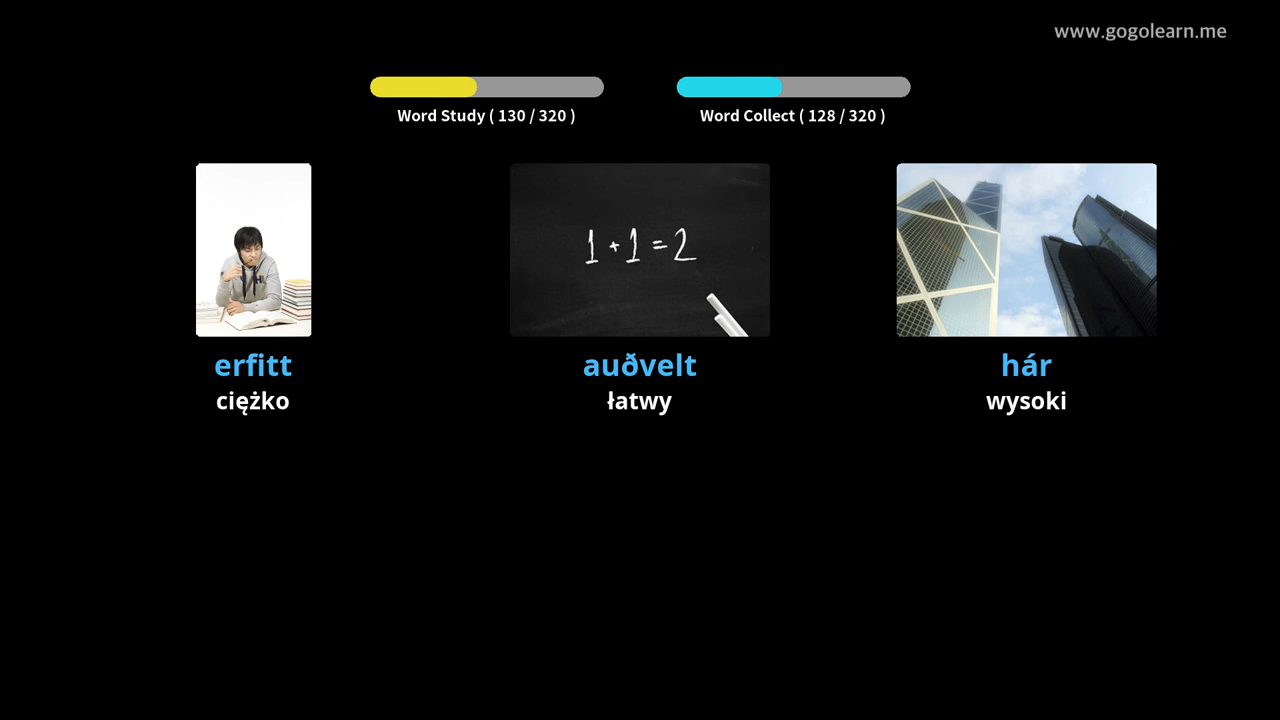 www.gogolearn.me
Word Study ( 130 / 320 )
Word Collect ( 128 / 320 )
1 + 1 = 2
erfitt
auðvelt
hár
ciężko
łatwy
wysoki